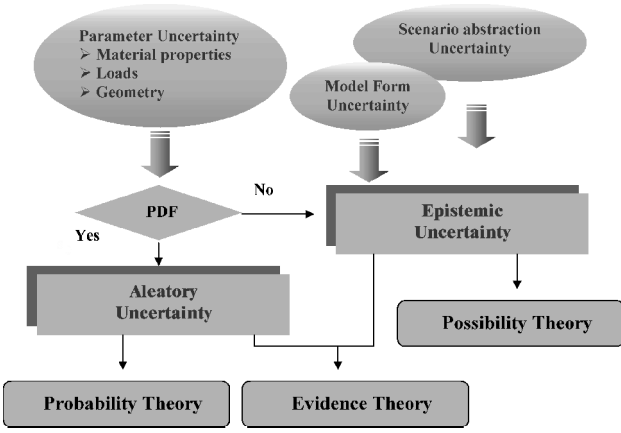 Parameter Uncertainty
➢ Material properties
➢ Loads
➢ Geometry
Scenario abstraction
Uncertainty
Model Form
Uncertainty
PDF
No
Yes
Epistemic
Uncertainty
Aleatory
Uncertainty
Possibility Theory
Probability Theory
Evidence Theory